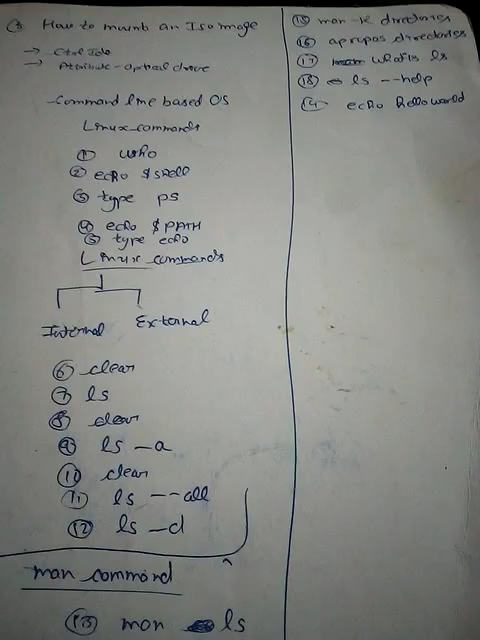 ③ How to mount an Iso image
→ Ctrl Ide
→ Attribute - optical drive
- Command line based OS
Linux commands
① who
② echo $shell
③ type ps
④ echo $PATH
⑤ type echo
Linux commands
Internal External
⑥ clear
⑦ ls
⑧ clear
⑨ ls -a
⑩ clear
⑪ ls --all
⑫ ls -d
man command
⑬ man ls
⑮ man -k directories
⑯ apropos directories
⑰ whatis ls
⑱ ls --help
⑭ echo helloworld